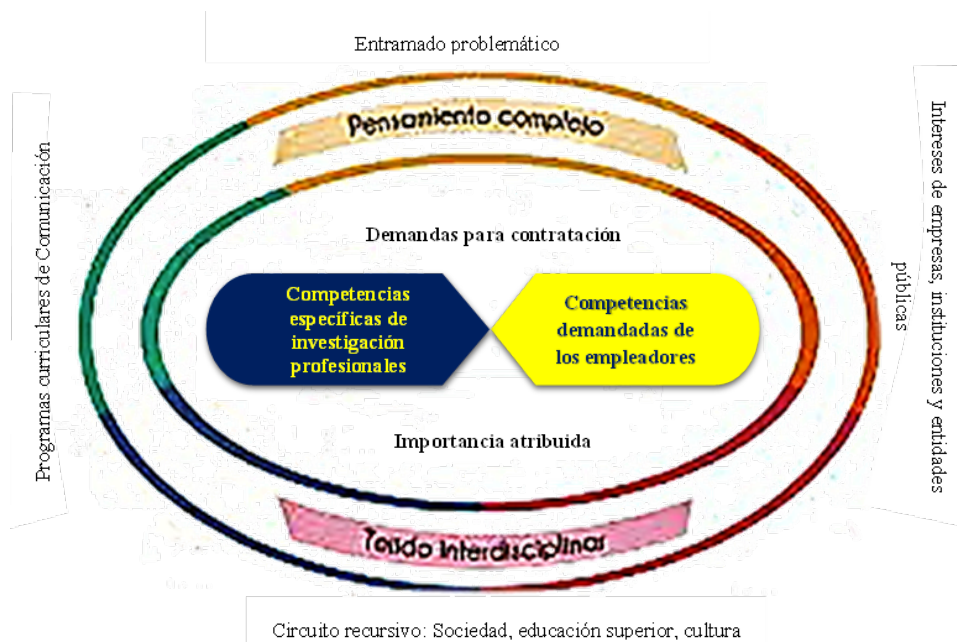 Entramado problemático
Pensamiento completo
Programas curriculares de Comunicación
Intereses de empresas, instituciones y entidades
públicas
Demandas para contratación
Competencias
específicas de
investigación
profesionales
Competencias
demandadas de
los empleadores
Importancia atribuida
Tejido interdisciplinar
Circuito recursivo: Sociedad, educación superior, cultura